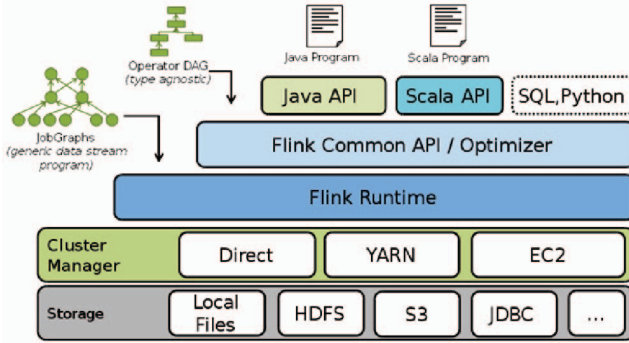 Operator DAG
(type agnostic)
Java Program
Scala Program
JobGraphs
(generic data stream
program)
Java API
Scala API
SQL,Python
Flink Common API / Optimizer
Flink Runtime
Cluster
Manager
Direct
YARN
EC2
Storage
Local
Files
HDFS
S3
JDBC
...